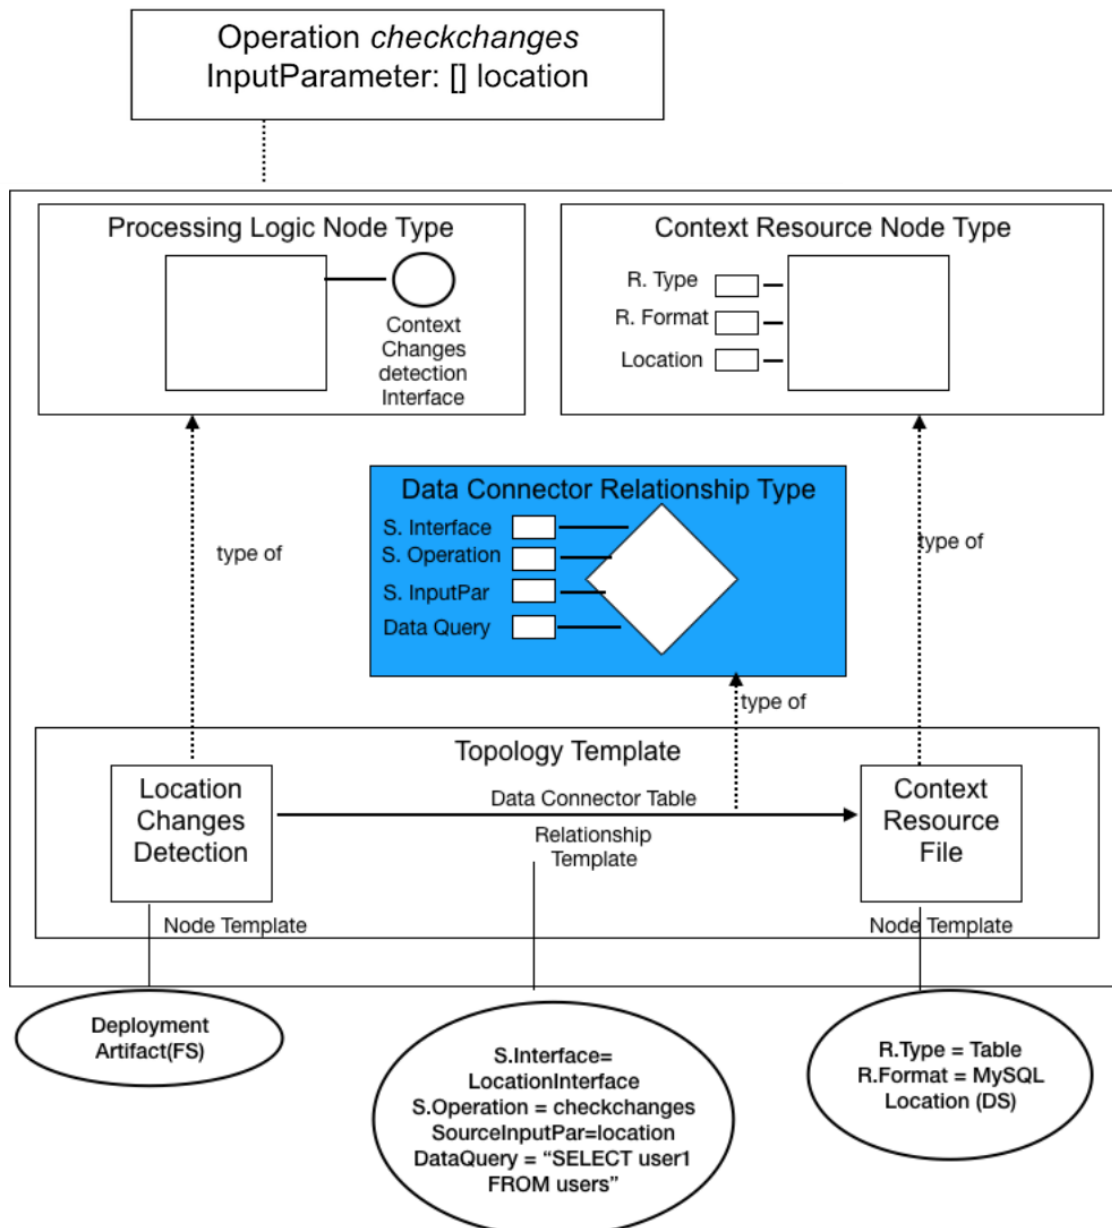 Operation checkchanges
InputParameter: [] location
Processing Logic Node Type
Context
Changes
detection
Interface
Context Resource Node Type
R. Type
R. Format
Location
Data Connector Relationship Type
S. Interface
S. Operation
S. InputPar
Data Query
type of
type of
type of
Topology Template
Location
Changes
Detection
Data Connector Table
Relationship
Template
Context
Resource
File
Node Template
Node Template
Deployment
Artifact(FS)
S.Interface=
LocationInterface
S.Operation = checkchanges
SourceInputPar=location
DataQuery = “SELECT user1
FROM users”
R.Type = Table
R.Format = MySQL
Location (DS)